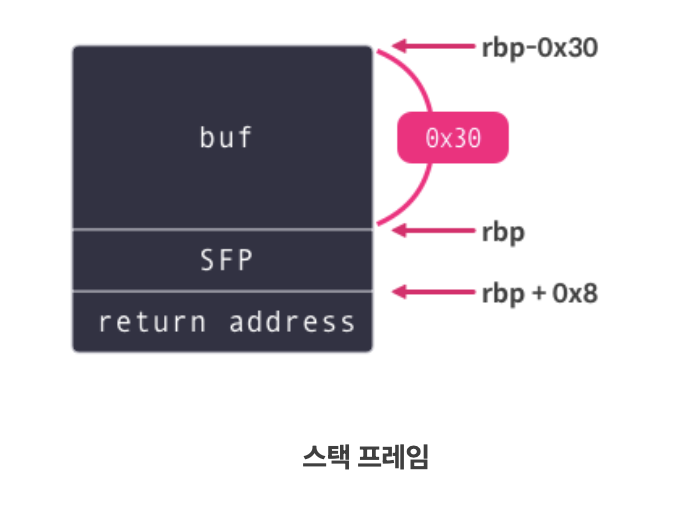 rbp-0x30
buf
0x30
rbp
SFP
rbp + 0x8
return address
스택 프레임